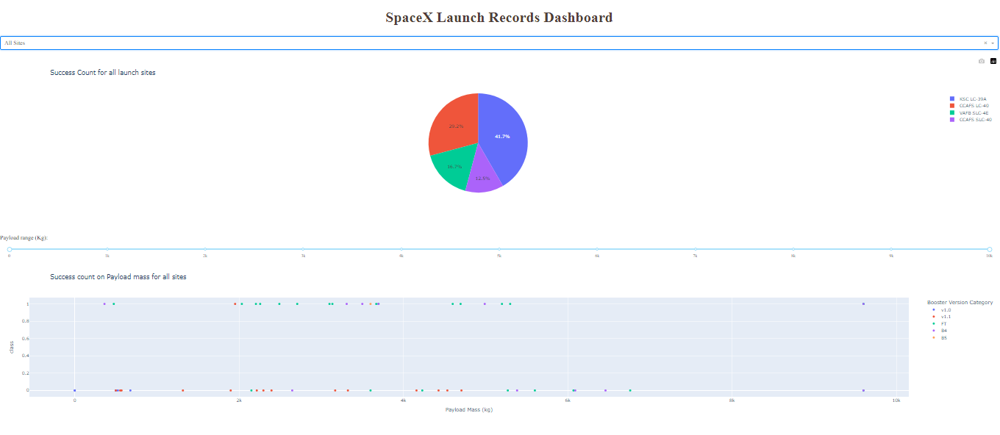 SpaceX Launch Records Dashboard
All Sites
Success Count for all launch sites
KSC LC-39A
CCAFS LC-40
VAFB SLC-4E
CCAFS SLC-40
29.2%
41.7%
16.7%
12.5%
Payload range (Kg):
0 1k 2k 3k 4k 5k 6k 7k 8k 9k 10k
Success count on Payload mass for all sites
Booster Version Category
v1.0
v1.1
FT
B4
B5
class
1
0.8
0.6
0.4
0.2
0
0 2k 4k 6k 8k 10k
Payload Mass (kg)